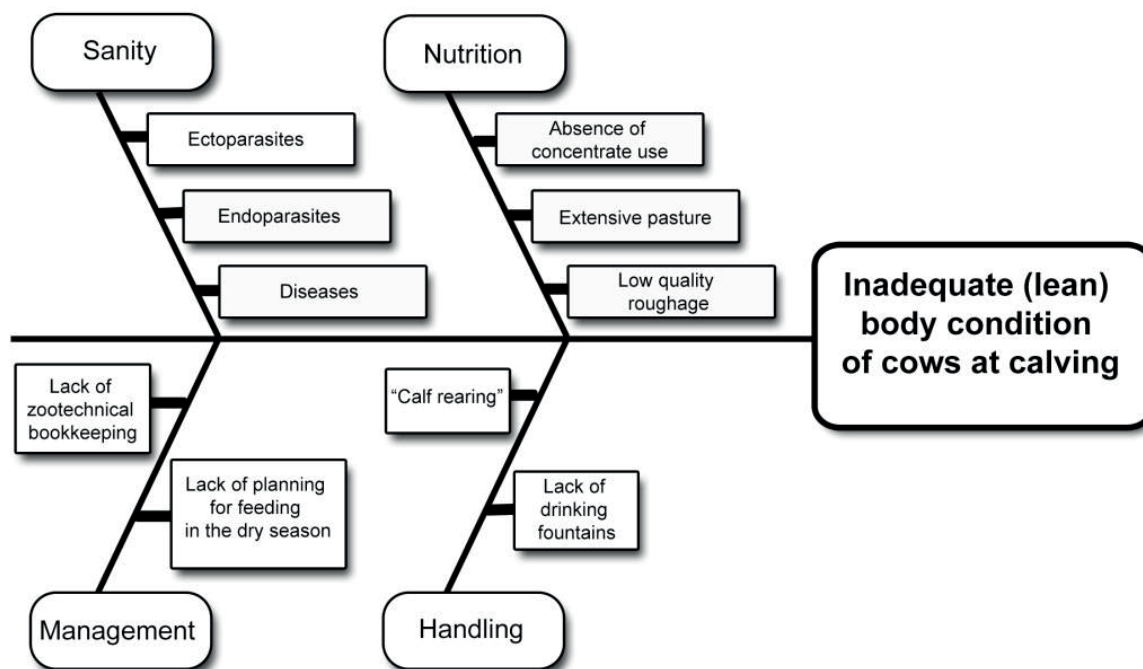 Sanity
Nutrition
Ectoparasites
Absence of
concentrate use
Endoparasites
Extensive pasture
Diseases
Low quality
roughage
Inadequate (lean)
body condition
of cows at calving
Lack of
zootechnical
bookkeeping
“Calf rearing”
Lack of planning
for feeding
in the dry season
Lack of
drinking
fountains
Management
Handling